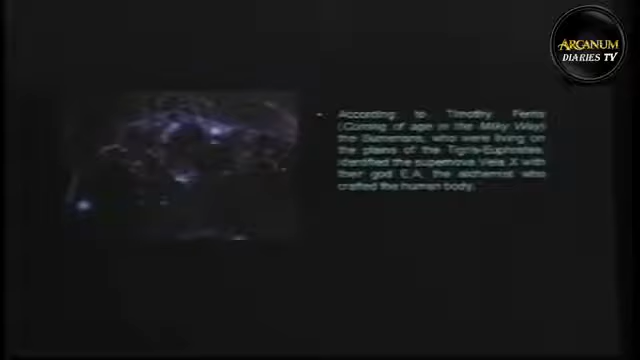 ARCANUM
DIARIES TV
According to Timothy Ferris
(Coming of age in the Milky Way)
the Sumerians, who were living on
the plains of the Tigris-Euphrates,
identified the supernova Vela X with
their god E.A, the alchemist who
crafted the human body.